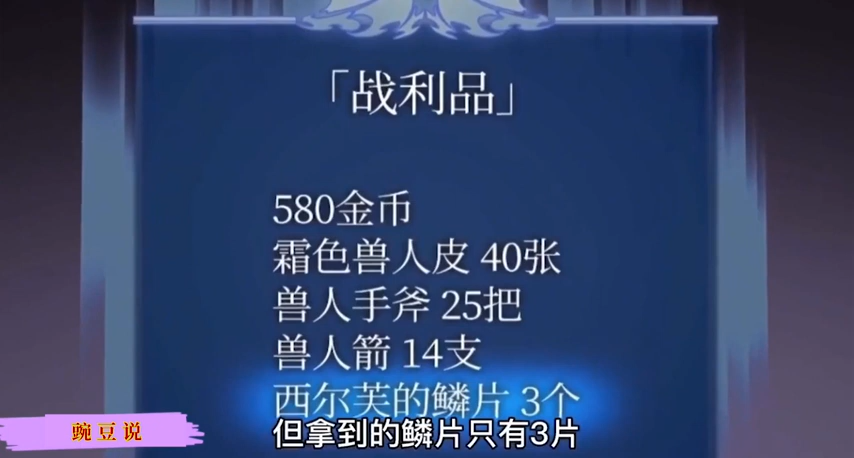 「战利品」
580金币
霜色兽人皮 40张
兽人手斧 25把
兽人箭 14支
西尔芙的鳞片 3个
但拿到的鳞片只有3片
豌豆说